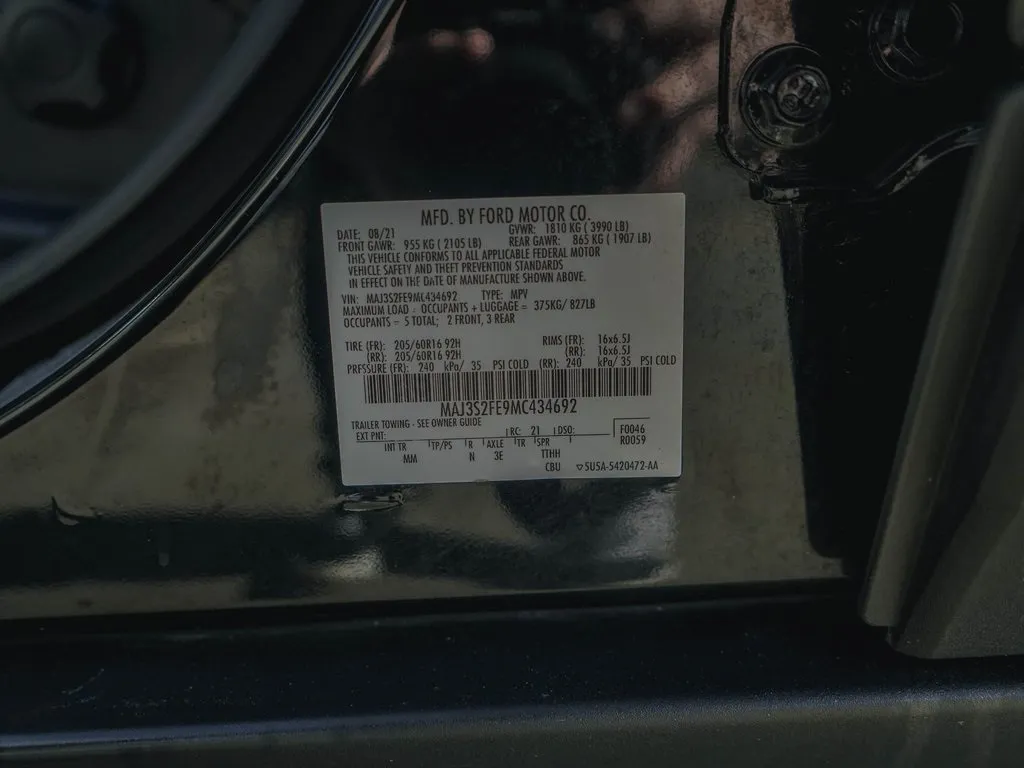 MFD. BY FORD MOTOR CO.
DATE: 08/21 GVWR: 1810 KG ( 3990 LB)
FRONT GAWR: 955 KG ( 2105 LB) REAR GAWR: 865 KG ( 1907 LB)
THIS VEHICLE CONFORMS TO ALL APPLICABLE FEDERAL MOTOR
VEHICLE SAFETY AND THEFT PREVENTION STANDARDS
IN EFFECT ON THE DATE OF MANUFACTURE SHOWN ABOVE.
VIN: MAJ3S2FE9MC434692 TYPE: MPV
MAXIMUM LOAD = OCCUPANTS + LUGGAGE = 375KG/ 827LB
OCCUPANTS = 5 TOTAL; 2 FRONT, 3 REAR
TIRE (FR): 205/60R16 92H RIMS (FR): 16x6.5J
(RR): 205/60R16 92H (RR): 16x6.5J
PRESSURE (FR): 240 kPa/ 35 PSI COLD (RR): 240 kPa/ 35 PSI COLD
MAJ3S2FE9MC434692
TRAILER TOWING - SEE OWNER GUIDE
EXT PNT: RC: 21 DSO: F0046
INT TR TP/PS R AXLE TR SPR R0059
MM N 3E TTHH
CBU SU5A-5420472-AA